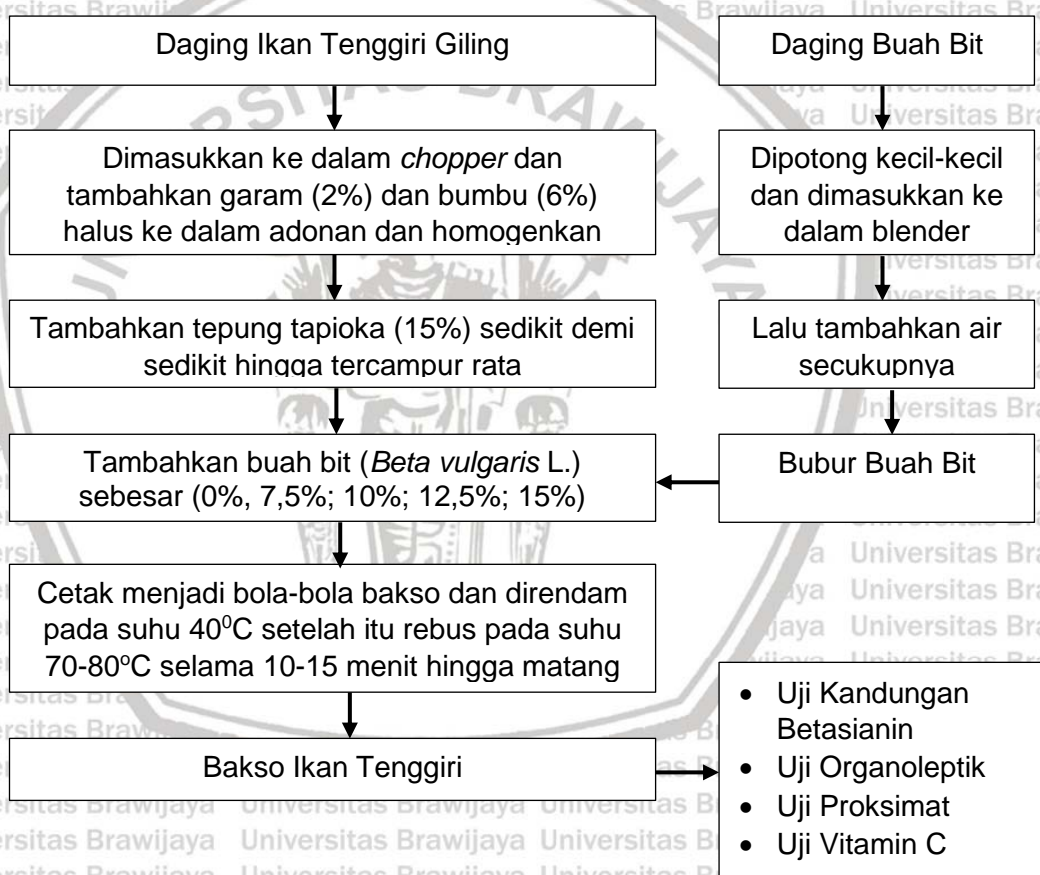 Daging Ikan Tenggiri Giling
Dimasukkan ke dalam chopper dan
tambahkan garam (2%) dan bumbu (6%)
halus ke dalam adonan dan homogenkan
Tambahkan tepung tapioka (15%) sedikit demi
sedikit hingga tercampur rata
Daging Buah Bit
Dipotong kecil-kecil
dan dimasukkan ke
dalam blender
Lalu tambahkan air
secukupnya
Bubur Buah Bit
Tambahkan buah bit (Beta vulgaris L.)
sebesar (0%, 7,5%; 10%; 12,5%; 15%)
Cetak menjadi bola-bola bakso dan direndam
pada suhu 40⁰C setelah itu rebus pada suhu
70-80ºC selama 10-15 menit hingga matang
Bakso Ikan Tenggiri
• Uji Kandungan
Betasianin
• Uji Organoleptik
• Uji Proksimat
• Uji Vitamin C